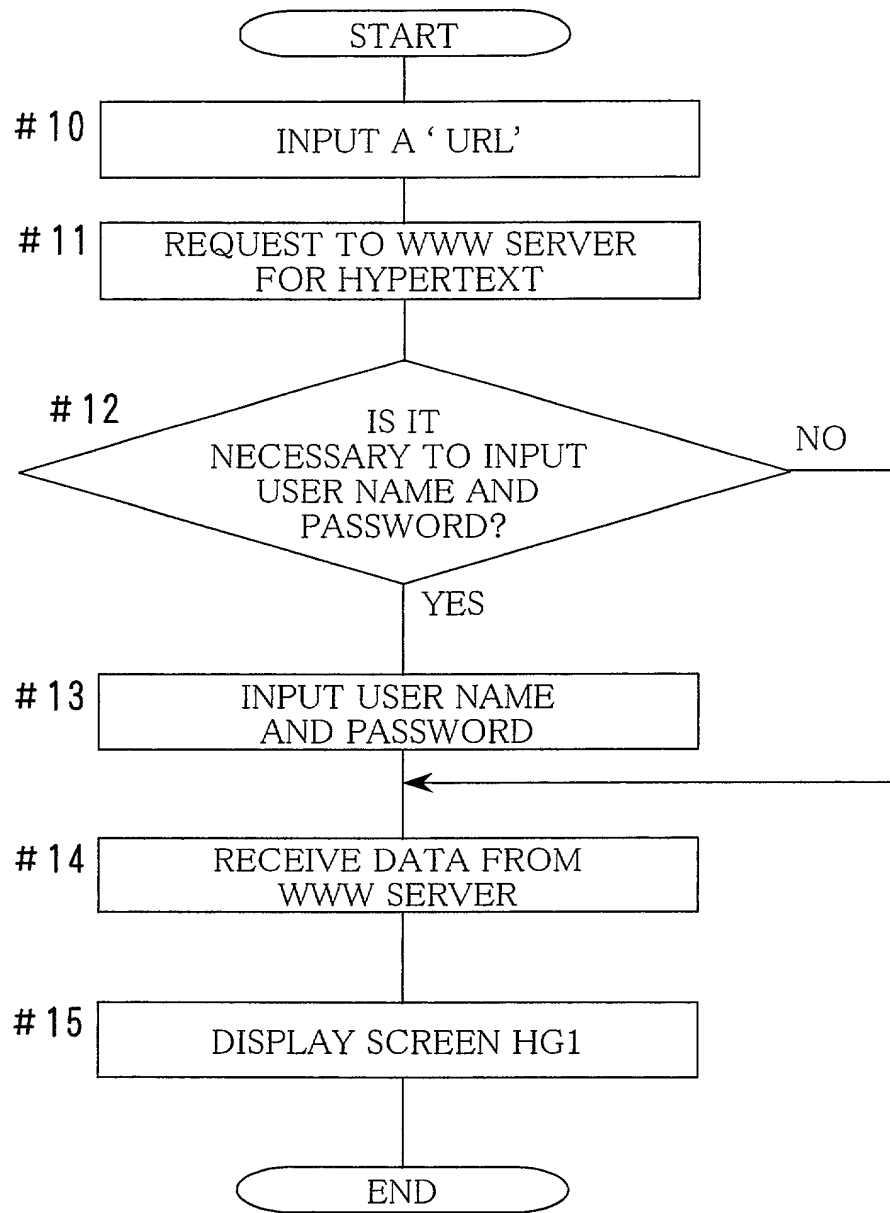 START
#10
INPUT A ‘ URL’
#11
REQUEST TO WWW SERVER
FOR HYPERTEXT
#12
IS IT
NECESSARY TO INPUT
USER NAME AND
PASSWORD?
NO
YES
#13
INPUT USER NAME
AND PASSWORD
#14
RECEIVE DATA FROM
WWW SERVER
#15
DISPLAY SCREEN HG1
END